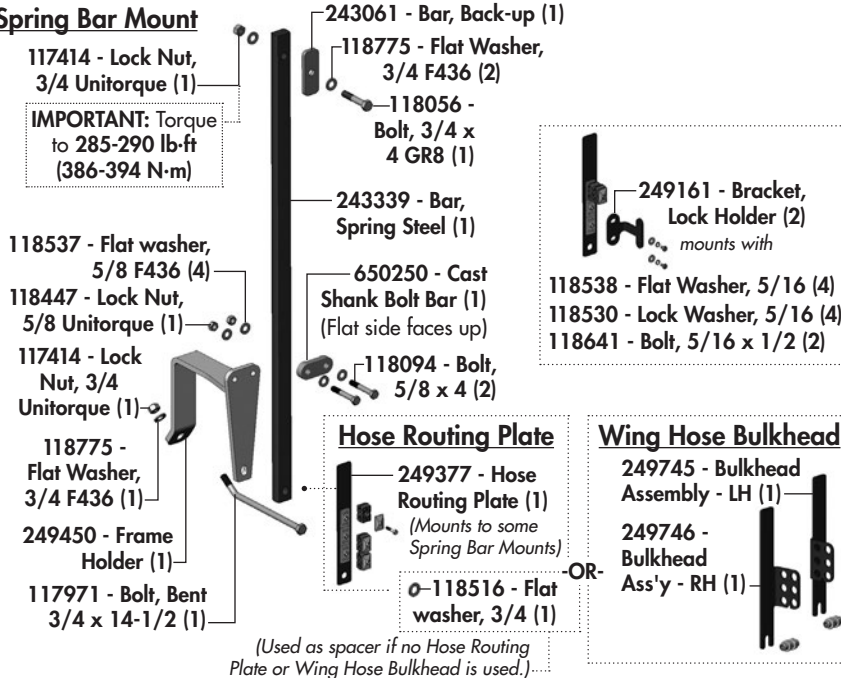 Spring Bar Mount
117414 - Lock Nut,
3/4 Unitorque (1)
IMPORTANT: Torque
to 285-290 lb·ft
(386-394 N·m)
243061 - Bar, Back-up (1)
118775 - Flat Washer,
3/4 F436 (2)
118056 -
Bolt, 3/4 x
4 GR8 (1)
243339 - Bar,
Spring Steel (1)
118537 - Flat washer,
5/8 F436 (4)
118447 - Lock Nut,
5/8 Unitorque (1)
117414 - Lock
Nut, 3/4
Unitorque (1)
118775 -
Flat Washer,
3/4 F436 (1)
249450 - Frame
Holder (1)
117971 - Bolt, Bent
3/4 x 14-1/2 (1)
650250 - Cast
Shank Bolt Bar (1)
(Flat side faces up)
118094 - Bolt,
5/8 x 4 (2)
249161 - Bracket,
Lock Holder (2)
mounts with
118538 - Flat Washer, 5/16 (4)
118530 - Lock Washer, 5/16 (4)
118641 - Bolt, 5/16 x 1/2 (2)
Hose Routing Plate
249377 - Hose
Routing Plate (1)
(Mounts to some
Spring Bar Mounts)
-OR-
118516 - Flat
washer, 3/4 (1)
(Used as spacer if no Hose Routing
Plate or Wing Hose Bulkhead is used.)
Wing Hose Bulkhead
249745 - Bulkhead
Assembly - LH (1)
249746 -
Bulkhead
Ass'y - RH (1)